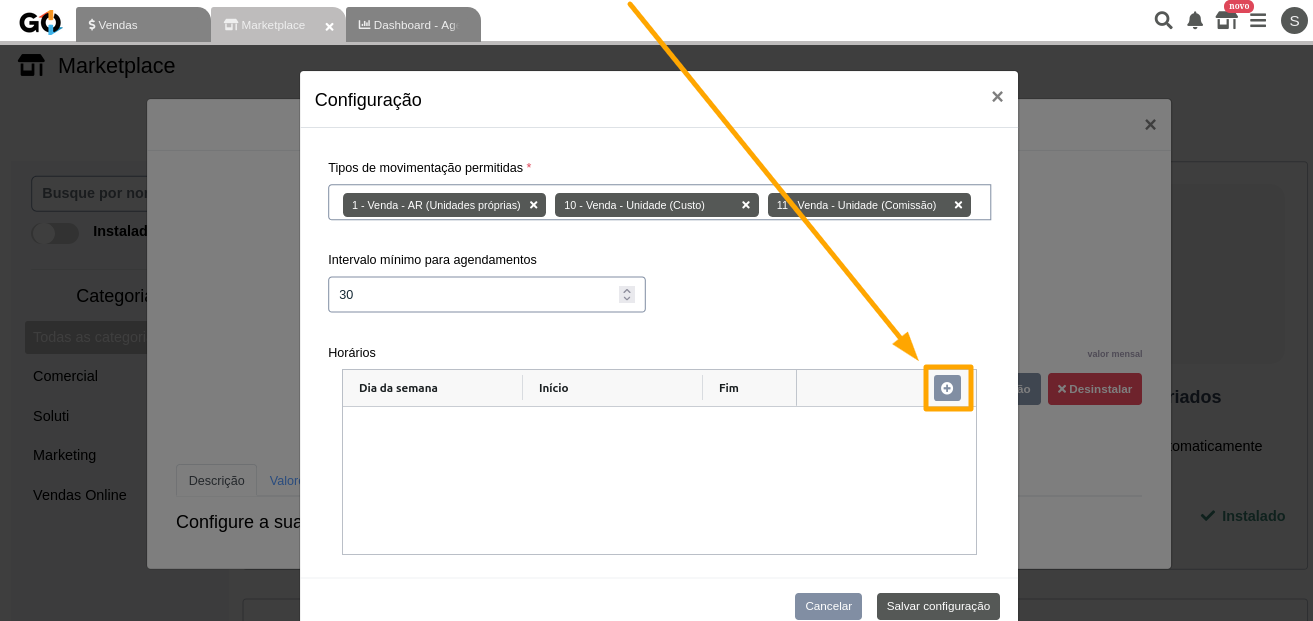 GO
Vendas
Marketplace
Dashboard - Ag
novo
S
Marketplace
Configuração
Busque por no
Instalad
Categoria
Todas as categori
Comercial
Soluti
Marketing
Vendas Online
Tipos de movimentação permitidas *
1 - Venda - AR (Unidades próprias)
10 - Venda - Unidade (Custo)
11 - Venda - Unidade (Comissão)
Intervalo mínimo para agendamentos
30
Horários
Dia da semana
Início
Fim
valor mensal
ão
Desinstalar
riados
tomaticamente
Instalado
Descrição
Valor
Configure a sua
Cancelar
Salvar configuração